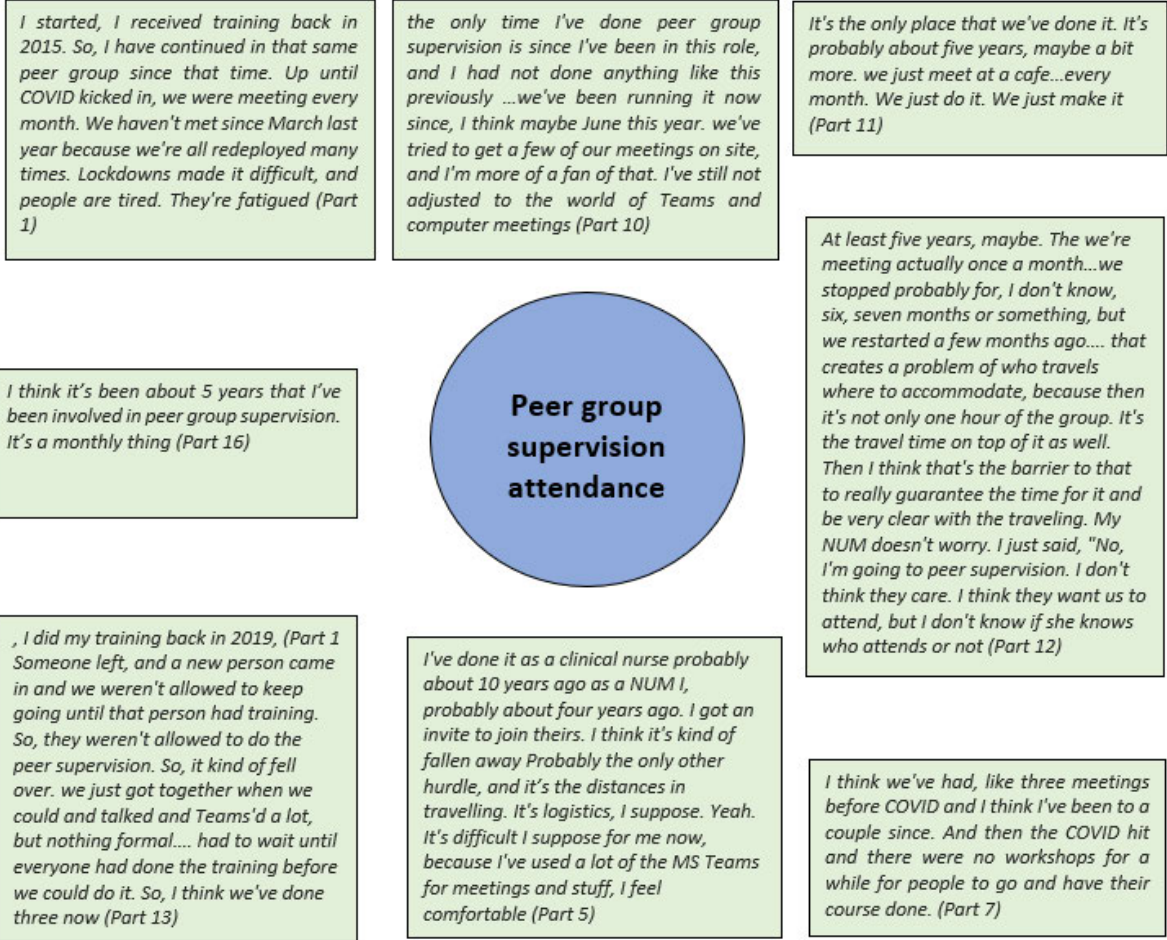 I started, I received training back in
2015. So, I have continued in that same
peer group since that time. Up until
COVID kicked in, we were meeting every
month. We haven't met since March last
year because we're all redeployed many
times. Lockdowns made it difficult, and
people are tired. They're fatigued (Part
1)
the only time I've done peer group
supervision is since I've been in this role,
and I had not done anything like this
previously ...we've been running it now
since, I think maybe June this year. we've
tried to get a few of our meetings on site,
and I'm more of a fan of that. I've still not
adjusted to the world of Teams and
computer meetings (Part 10)
It's the only place that we've done it. It's
probably about five years, maybe a bit
more. we just meet at a cafe...every
month. We just do it. We just make it
(Part 11)
At least five years, maybe. The we're
meeting actually once a month...we
stopped probably for, I don't know,
six, seven months or something, but
we restarted a few months ago.... that
creates a problem of who travels
where to accommodate, because then
it's not only one hour of the group. It's
the travel time on top of it as well.
Then I think that's the barrier to that
to really guarantee the time for it and
be very clear with the traveling. My
NUM doesn't worry. I just said, "No,
I'm going to peer supervision. I don't
think they care. I think they want us to
attend, but I don't know if she knows
who attends or not (Part 12)
I think it's been about 5 years that I've
been involved in peer group supervision.
It's a monthly thing (Part 16)
Peer group
supervision
attendance
, I did my training back in 2019, (Part 1
Someone left, and a new person came
in and we weren't allowed to keep
going until that person had training.
So, they weren't allowed to do the
peer supervision. So, it kind of fell
over. we just got together when we
could and talked and Teams'd a lot,
but nothing formal.... had to wait until
everyone had done the training before
we could do it. So, I think we've done
three now (Part 13)
I've done it as a clinical nurse probably
about 10 years ago as a NUM I,
probably about four years ago. I got an
invite to join theirs. I think it's kind of
fallen away Probably the only other
hurdle, and it's the distances in
travelling. It's logistics, I suppose. Yeah.
It's difficult I suppose for me now,
because I've used a lot of the MS Teams
for meetings and stuff, I feel
comfortable (Part 5)
I think we've had, like three meetings
before COVID and I think I've been to a
couple since. And then the COVID hit
and there were no workshops for a
while for people to go and have their
course done. (Part 7)